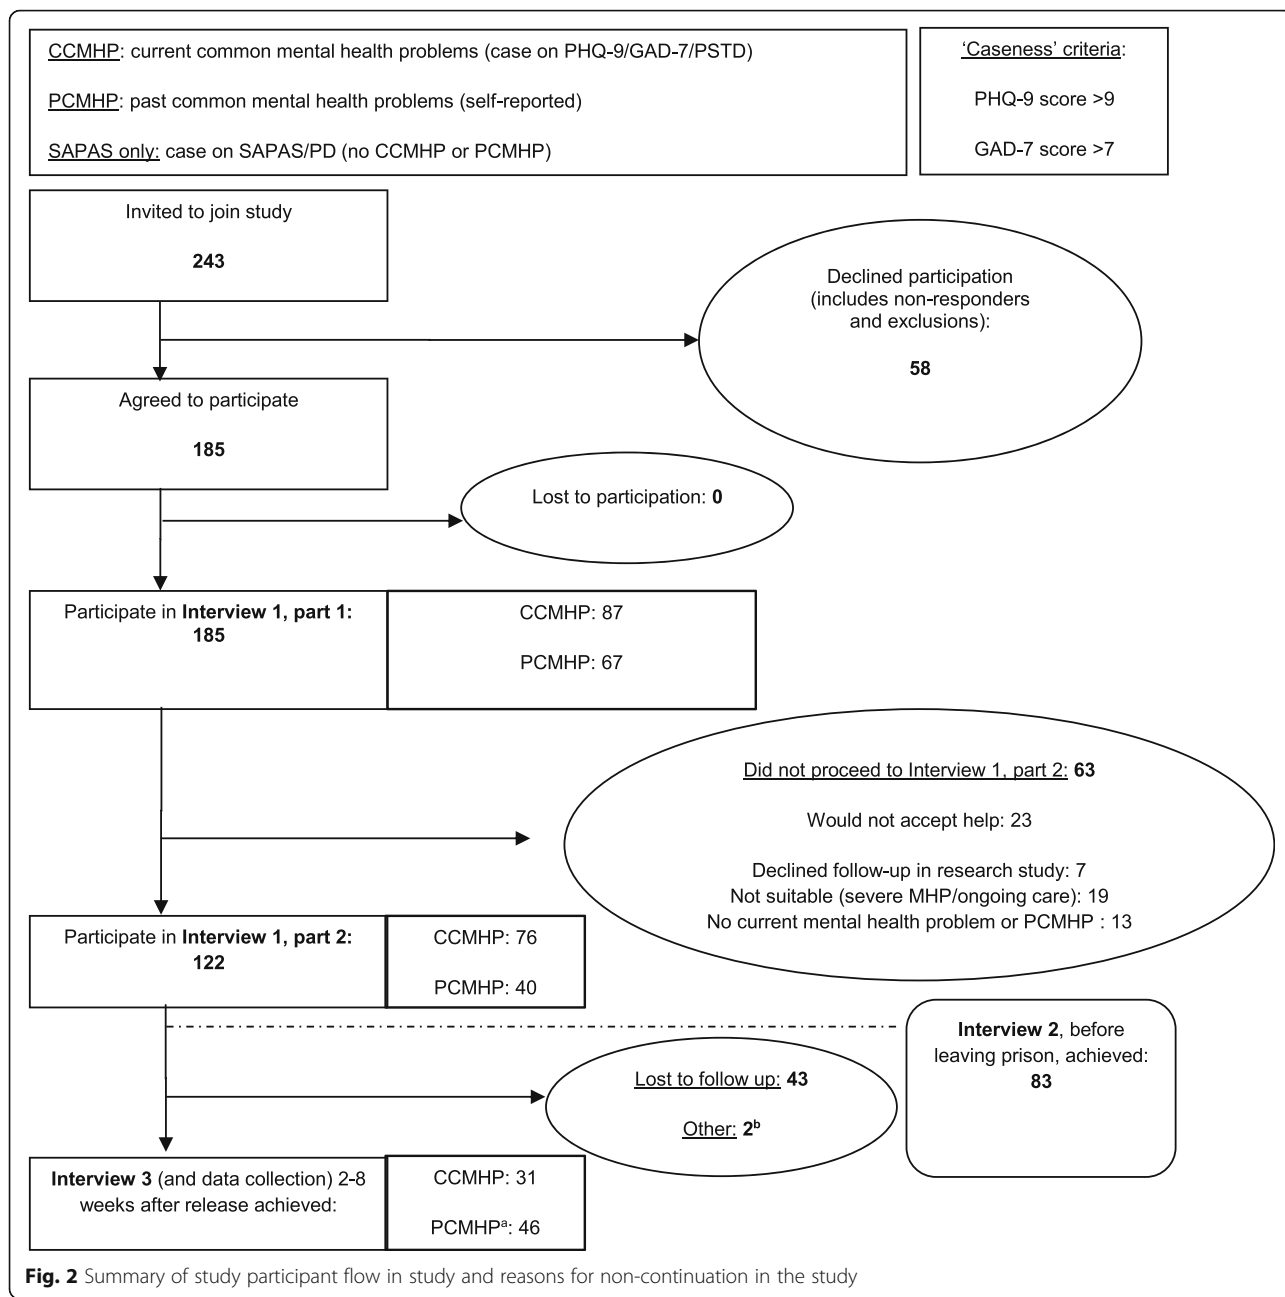 CCMHP: current common mental health problems (case on PHQ-9/GAD-7/PSTD)
PCMHP: past common mental health problems (self-reported)
SAPAS only: case on SAPAS/PD (no CCMHP or PCMHP)
'Caseness' criteria:
PHQ-9 score >9
GAD-7 score >7
Invited to join study
243
Declined participation
(includes non-responders
and exclusions):
58
Agreed to participate
185
Lost to participation: 0
Participate in Interview 1, part 1:
185
CCMHP: 87
PCMHP: 67
Did not proceed to Interview 1, part 2: 63
Would not accept help: 23
Declined follow-up in research study: 7
Not suitable (severe MHP/ongoing care): 19
No current mental health problem or PCMHP : 13
Participate in Interview 1, part 2:
122
CCMHP: 76
PCMHP: 40
Interview 2, before
leaving prison, achieved:
83
Lost to follow up: 43
Other: 2ᵇ
Interview 3 (and data collection) 2-8
weeks after release achieved:
CCMHP: 31
PCMHPᵃ: 46
Fig. 2 Summary of study participant flow in study and reasons for non-continuation in the study